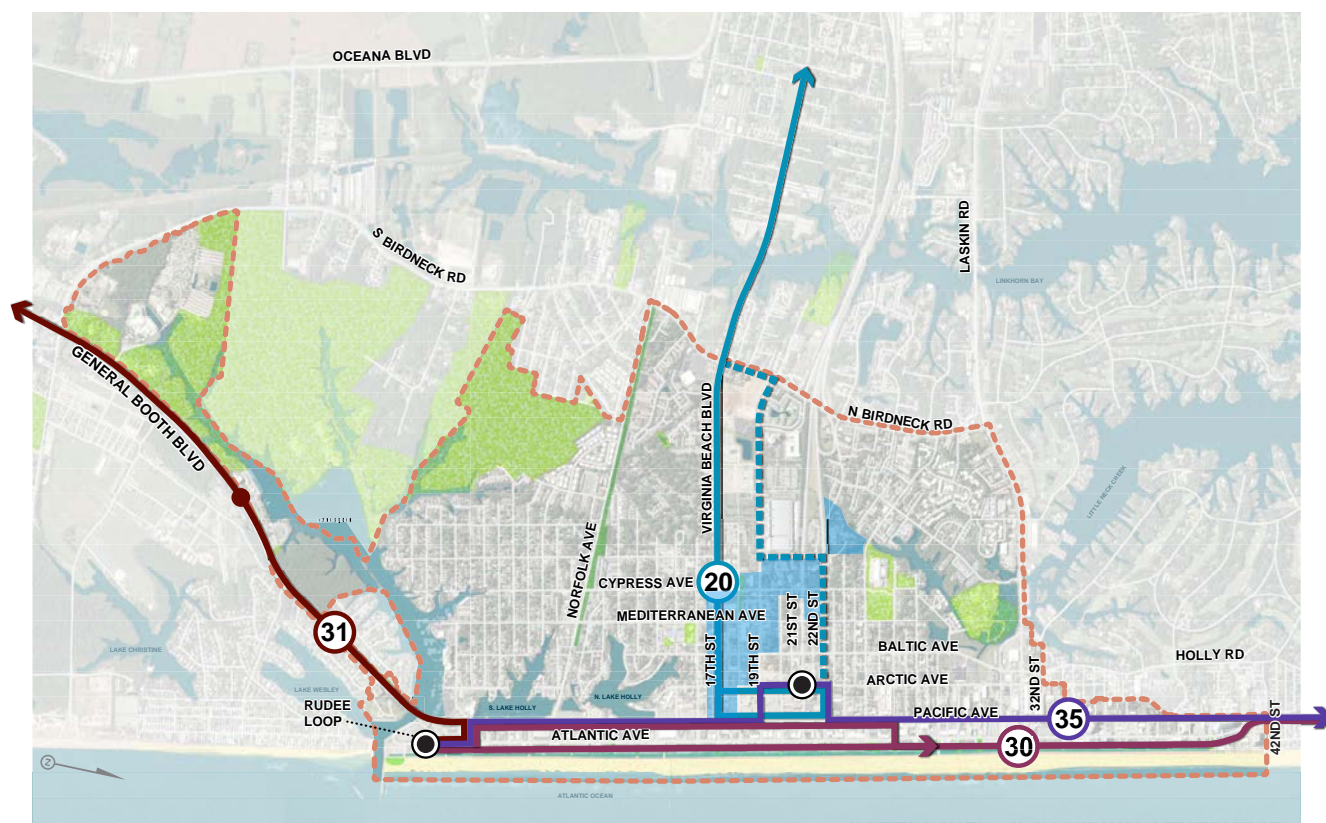 OCEANA BLVD
S BIRDNECK RD
LASKIN RD
LINKHORN BAY
GENERAL BOOTH BLVD
VIRGINIA BEACH BLVD
N BIRDNECK RD
LITTLE NECK CREEK
NORFOLK AVE
CYPRESS AVE
20
MEDITERRANEAN AVE
21ST ST
22ND ST
31
17TH ST
19TH ST
BALTIC AVE
HOLLY RD
LAKE CHRISTINE
ARCTIC AVE
32ND ST
LAKE WESLEY
N. LAKE HOLLY
S. LAKE HOLLY
RUDEE
LOOP
PACIFIC AVE
35
42ND ST
ATLANTIC AVE
30
Z
ATLANTIC OCEAN